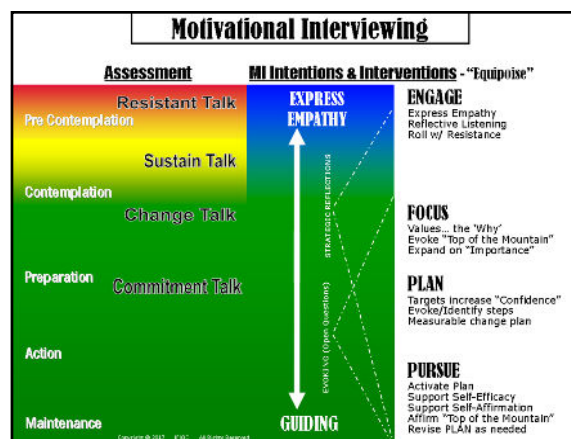 Motivational Interviewing
Assessment
MI Intentions & Interventions - "Equipoise"
Resistant Talk
Pre Contemplation
Sustain Talk
Contemplation
Change Talk
Preparation
Commitment Talk
Action
Maintenance
EXPRESS
EMPATHY
STRATEGIC REFLECTIONS
EVOKING (Open Questions)
GUIDING
ENGAGE
Express Empathy
Reflective Listening
Roll w/ Resistance
FOCUS
Values... the 'Why'
Evoke "Top of the Mountain"
Expand on "Importance"
PLAN
Targets increase "Confidence"
Evoke/Identify steps
Measurable change plan
PURSUE
Activate Plan
Support Self-Efficacy
Support Self-Affirmation
Affirm "Top of the Mountain"
Revise PLAN as needed
Copyright © All Rights Reserved